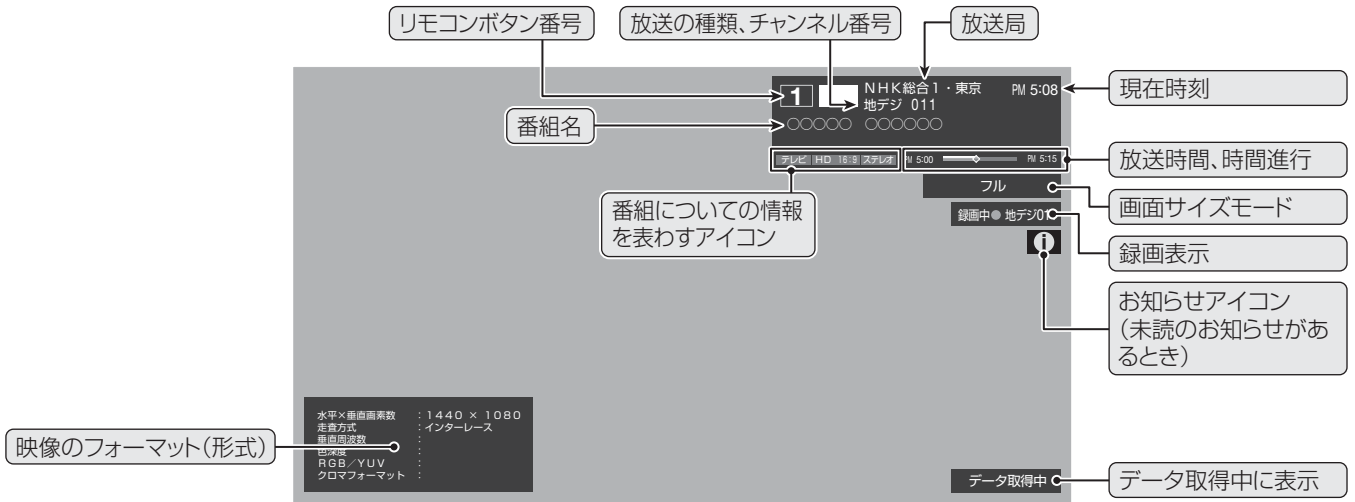 リモコンボタン番号
放送の種類、チャンネル番号
放送局
1
NHK総合1・東京
PM 5:08
現在時刻
地デジ 011
番組名
○○○○○ ○○○○○○
テレビ HD 16:9 ステレオ
PM 5:00
PM 5:15
放送時間、時間進行
フル
画面サイズモード
番組についての情報
を表わすアイコン
録画中● 地デジ01
録画表示
i
お知らせアイコン
(未読のお知らせがあ
るとき)
水平×垂直画素数 :1440 × 1080
走査方式 :インターレース
垂直周波数 :
色深度 :
RGB/YUV :
クロマフォーマット :
映像のフォーマット(形式)
データ取得中
データ取得中に表示